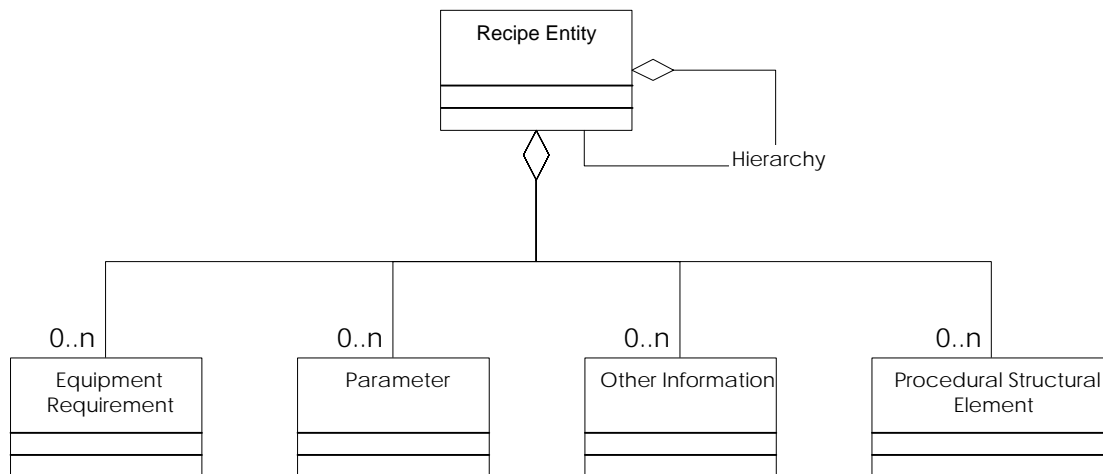 Recipe Entity
Hierarchy
0..n
0..n
0..n
0..n
Equipment
Requirement
Parameter
Other Information
Procedural Structural
Element